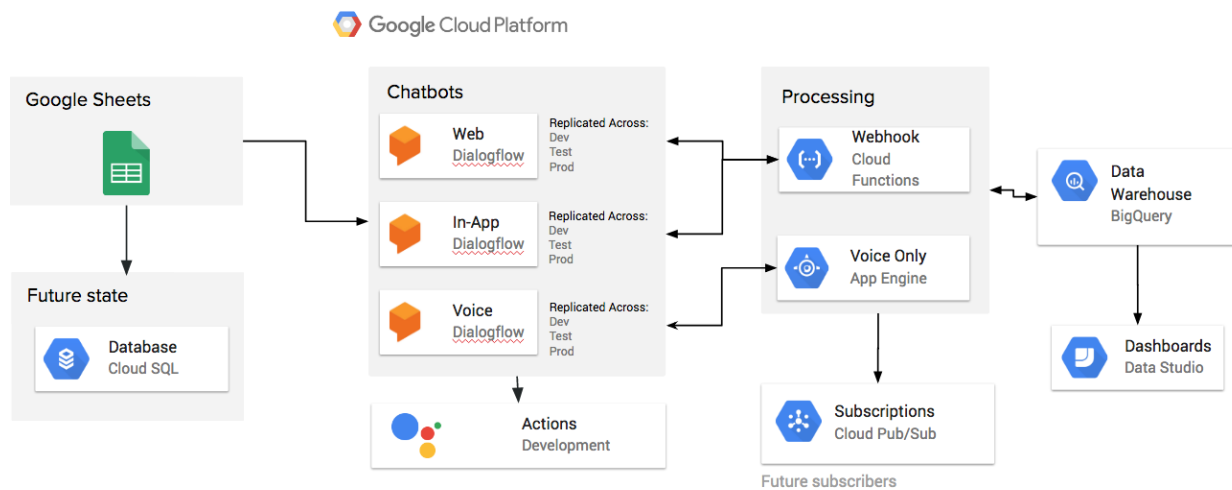 Google Cloud Platform
Google Sheets
Future state
Database
Cloud SQL
Chatbots
Web
Dialogflow
Replicated Across:
Dev
Test
Prod
In-App
Dialogflow
Replicated Across:
Dev
Test
Prod
Voice
Dialogflow
Replicated Across:
Dev
Test
Prod
Actions
Development
Processing
Webhook
Cloud
Functions
Voice Only
App Engine
Subscriptions
Cloud Pub/Sub
Future subscribers
Data
Warehouse
BigQuery
Dashboards
Data Studio